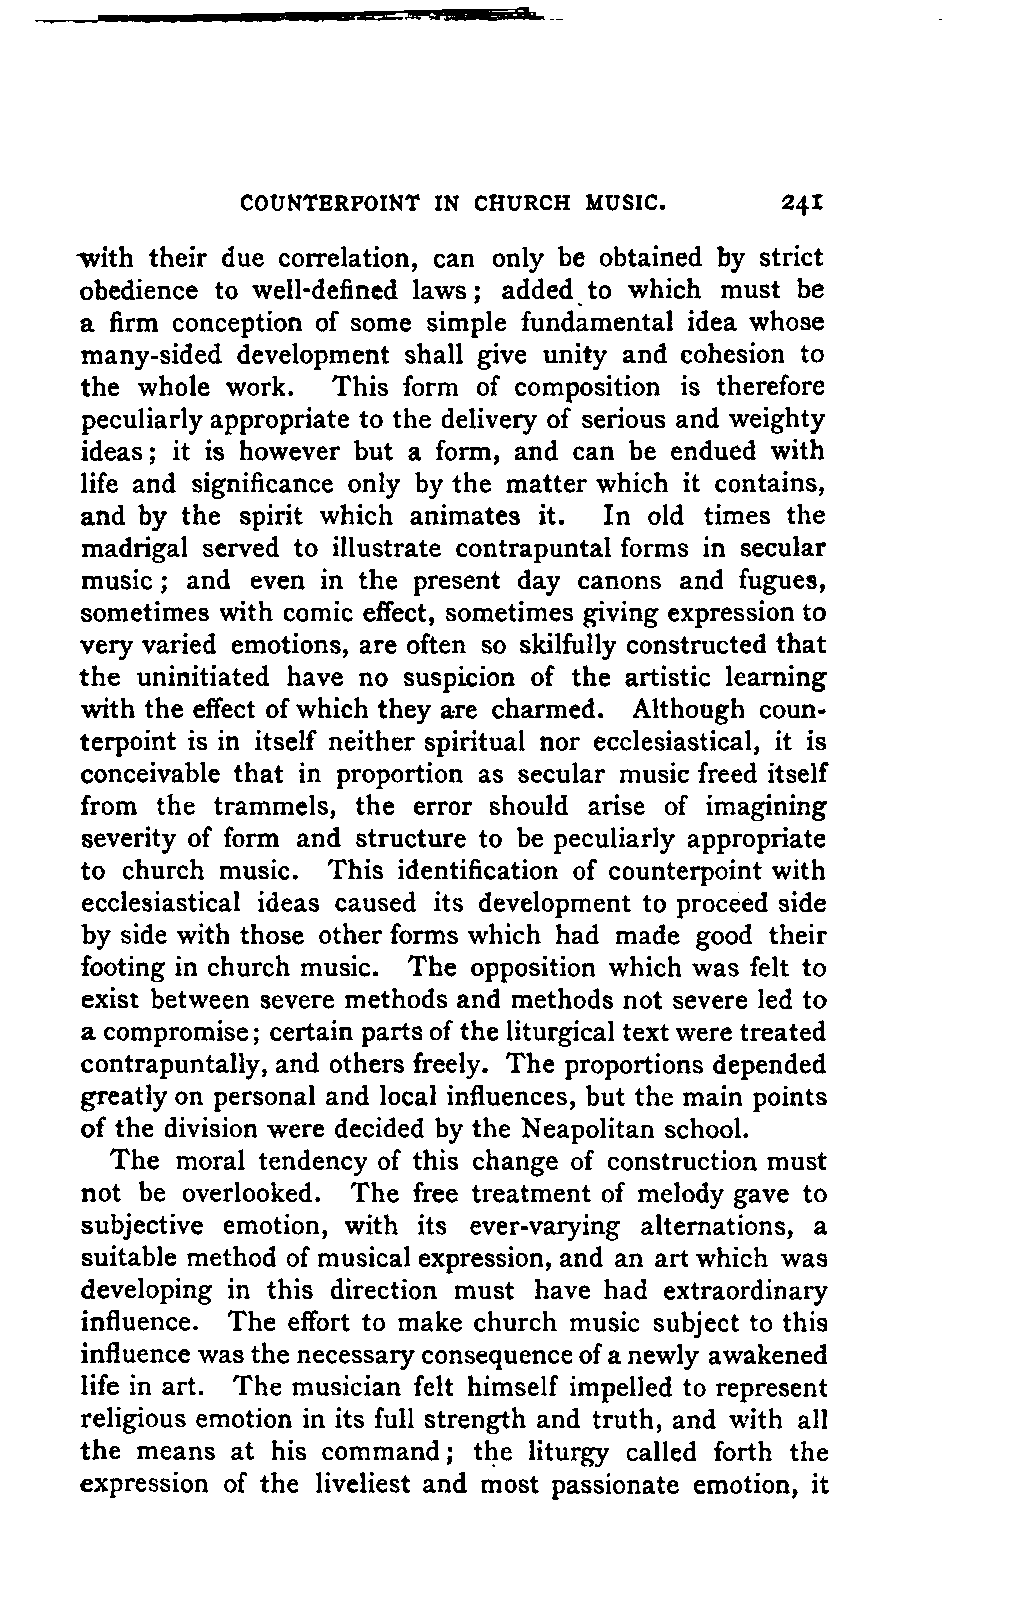 COUNTERPOINT IN CHURCH MUSIC. 241
with their due correlation, can only be obtained by strict
obedience to well-defined laws; added to which must be
a firm conception of some simple fundamental idea whose
many-sided development shall give unity and cohesion to
the whole work. This form of composition is therefore
peculiarly appropriate to the delivery of serious and weighty
ideas; it is however but a form, and can be endued with
life and significance only by the matter which it contains,
and by the spirit which animates it. In old times the
madrigal served to illustrate contrapuntal forms in secular
music; and even in the present day canons and fugues,
sometimes with comic effect, sometimes giving expression to
very varied emotions, are often so skilfully constructed that
the uninitiated have no suspicion of the artistic learning
with the effect of which they are charmed. Although coun-
terpoint is in itself neither spiritual nor ecclesiastical, it is
conceivable that in proportion as secular music freed itself
from the trammels, the error should arise of imagining
severity of form and structure to be peculiarly appropriate
to church music. This identification of counterpoint with
ecclesiastical ideas caused its development to proceed side
by side with those other forms which had made good their
footing in church music. The opposition which was felt to
exist between severe methods and methods not severe led to
a compromise; certain parts of the liturgical text were treated
contrapuntally, and others freely. The proportions depended
greatly on personal and local influences, but the main points
of the division were decided by the Neapolitan school.
The moral tendency of this change of construction must
not be overlooked. The free treatment of melody gave to
subjective emotion, with its ever-varying alternations, a
suitable method of musical expression, and an art which was
developing in this direction must have had extraordinary
influence. The effort to make church music subject to this
influence was the necessary consequence of a newly awakened
life in art. The musician felt himself impelled to represent
religious emotion in its full strength and truth, and with all
the means at his command; the liturgy called forth the
expression of the liveliest and most passionate emotion, it